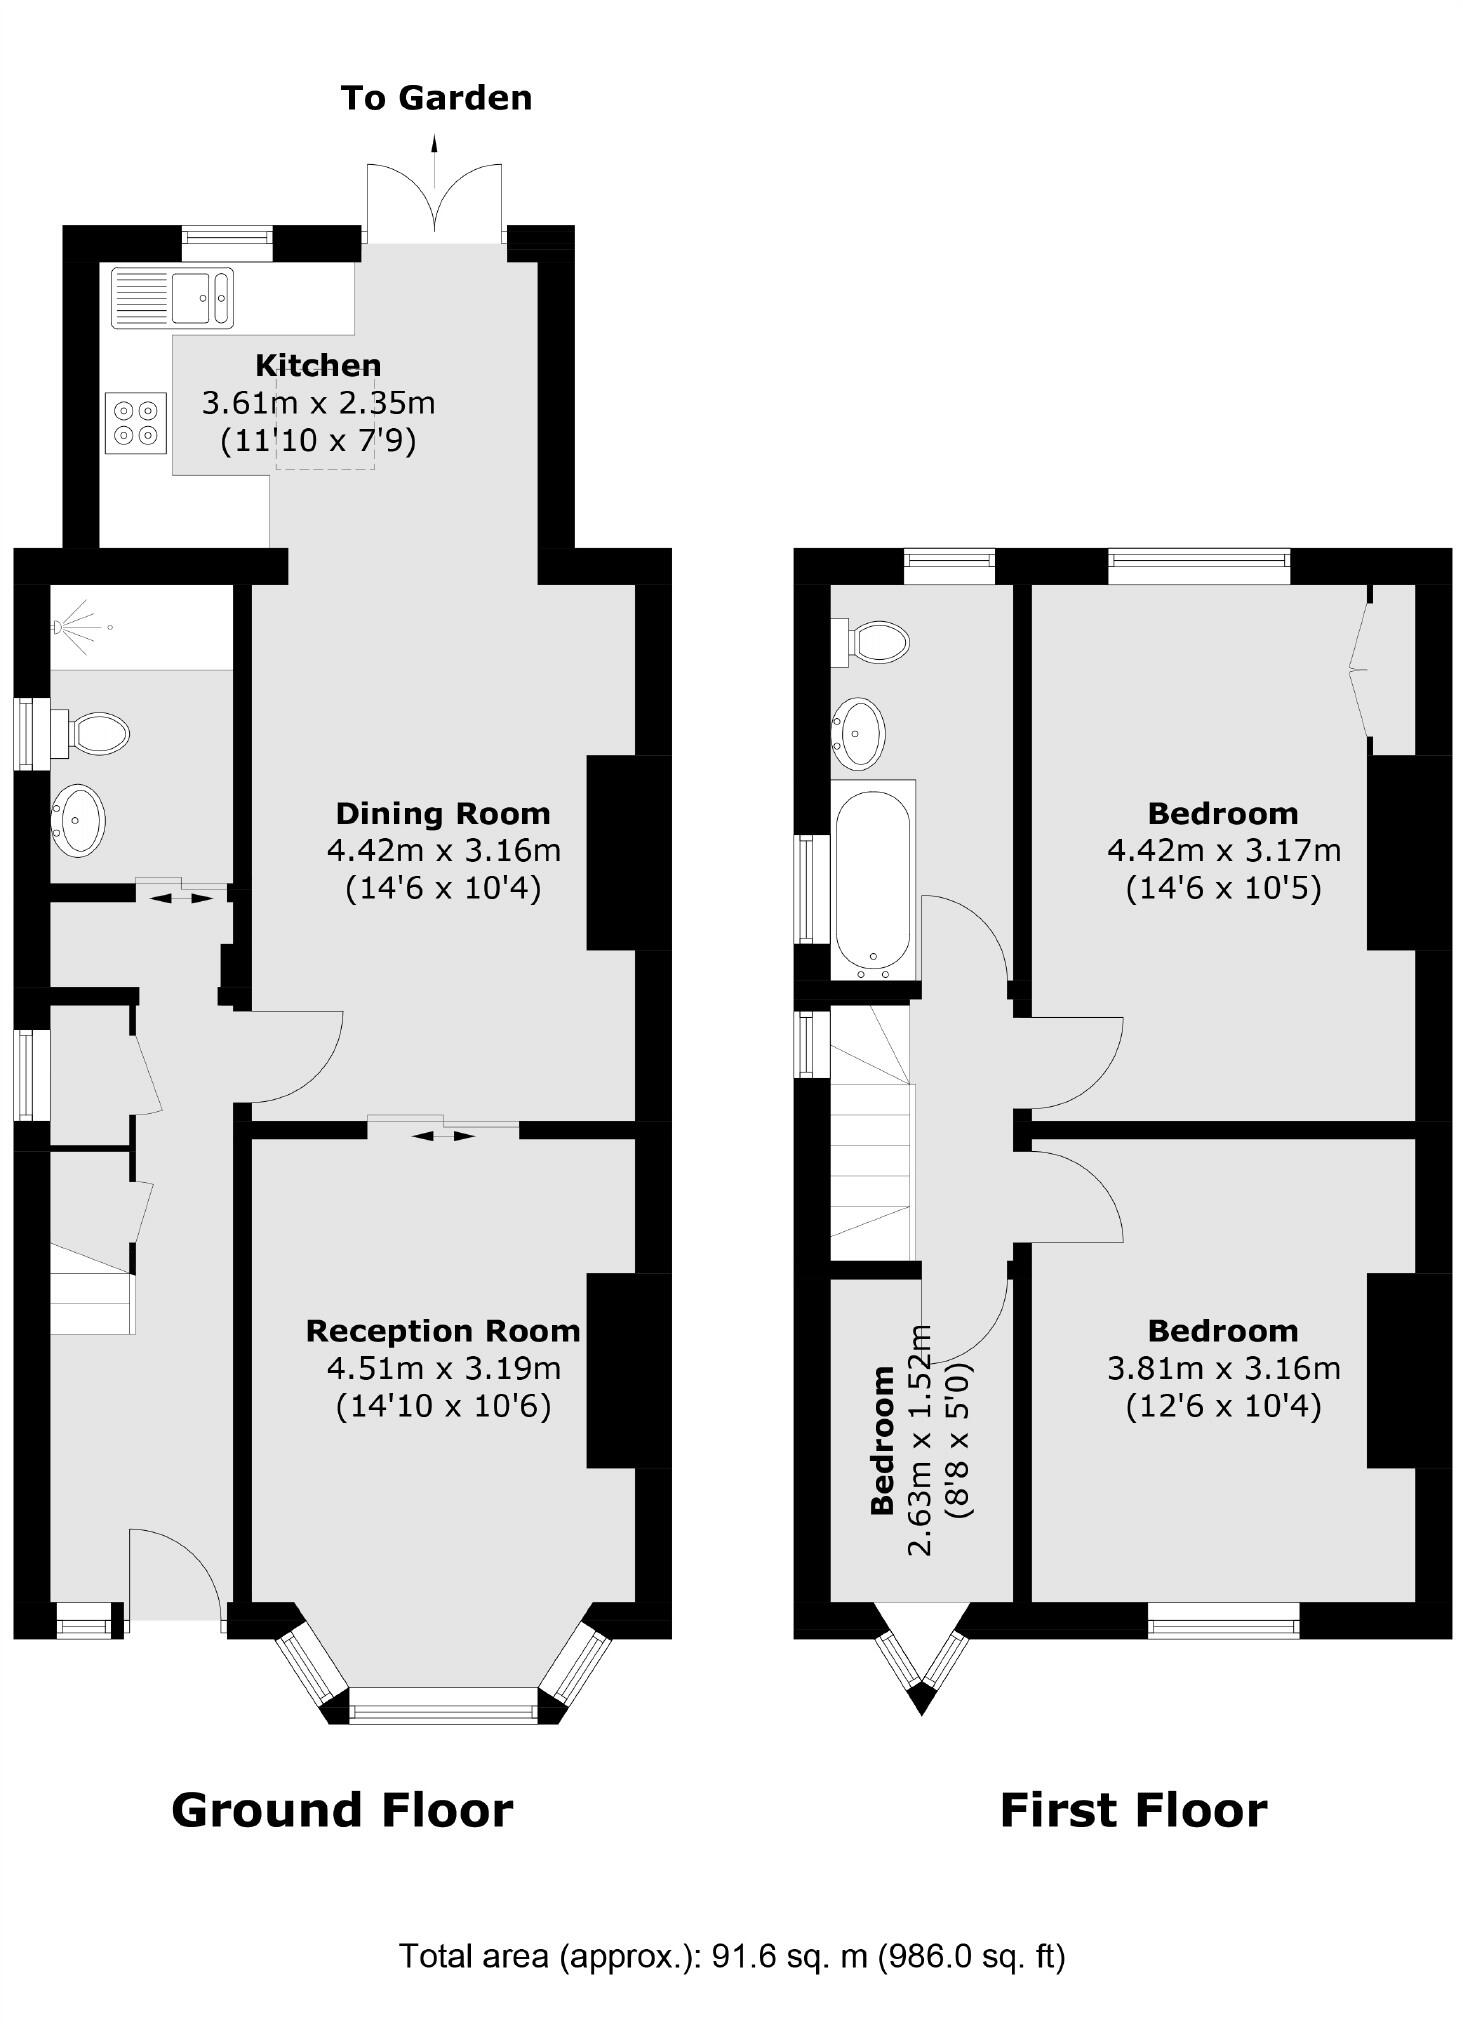 To Garden
Kitchen
3.61m x 2.35m
(11'10 x 7'9)
Dining Room
4.42m x 3.16m
(14'6 x 10'4)
Reception Room
4.51m x 3.19m
(14'10 x 10'6)
Ground Floor
Bedroom
4.42m x 3.17m
(14'6 x 10'5)
Bedroom
3.81m x 3.16m
(12'6 x 10'4)
Bedroom
2.63m x 1.52m
(8'8 x 5'0)
First Floor
Total area (approx.): 91.6 sq. m (986.0 sq. ft)